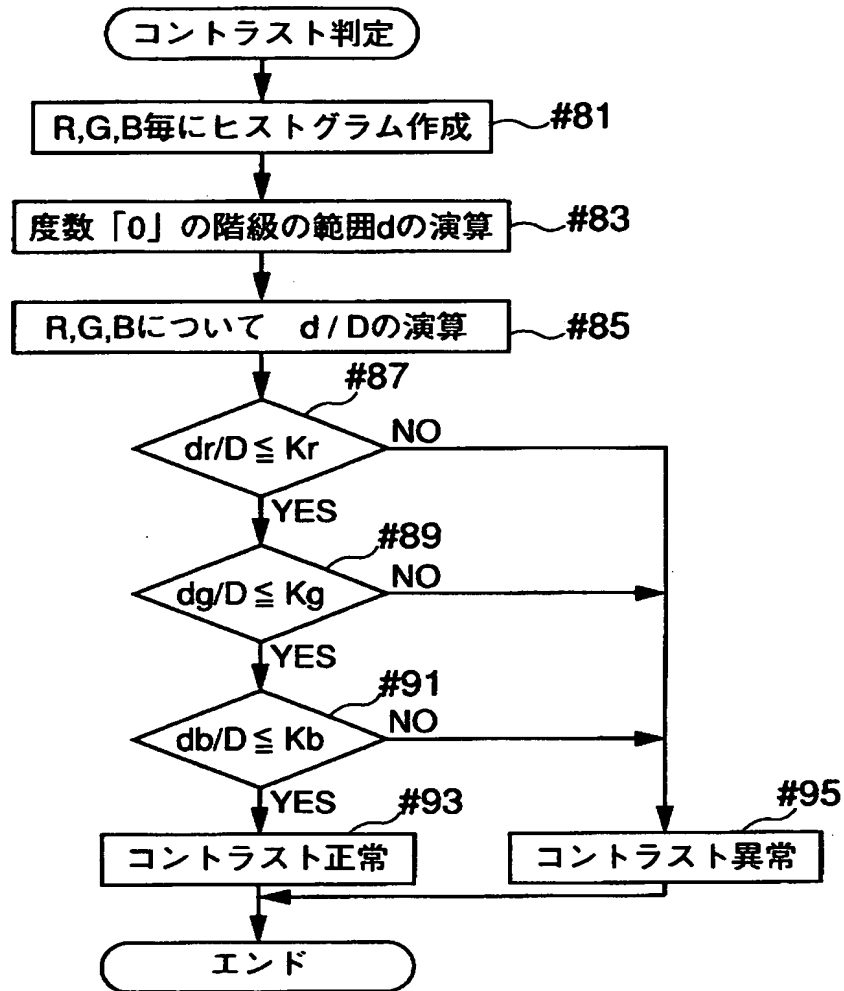 コントラスト判定
R,G,B毎にヒストグラム作成
#81
度数「0」の階級の範囲dの演算
#83
R,G,Bについて　d / Dの演算
#85
#87
dr/D ≦ Kr
NO
YES
#89
dg/D ≦ Kg
NO
YES
#91
db/D ≦ Kb
NO
YES
#93
コントラスト正常
#95
コントラスト異常
エンド